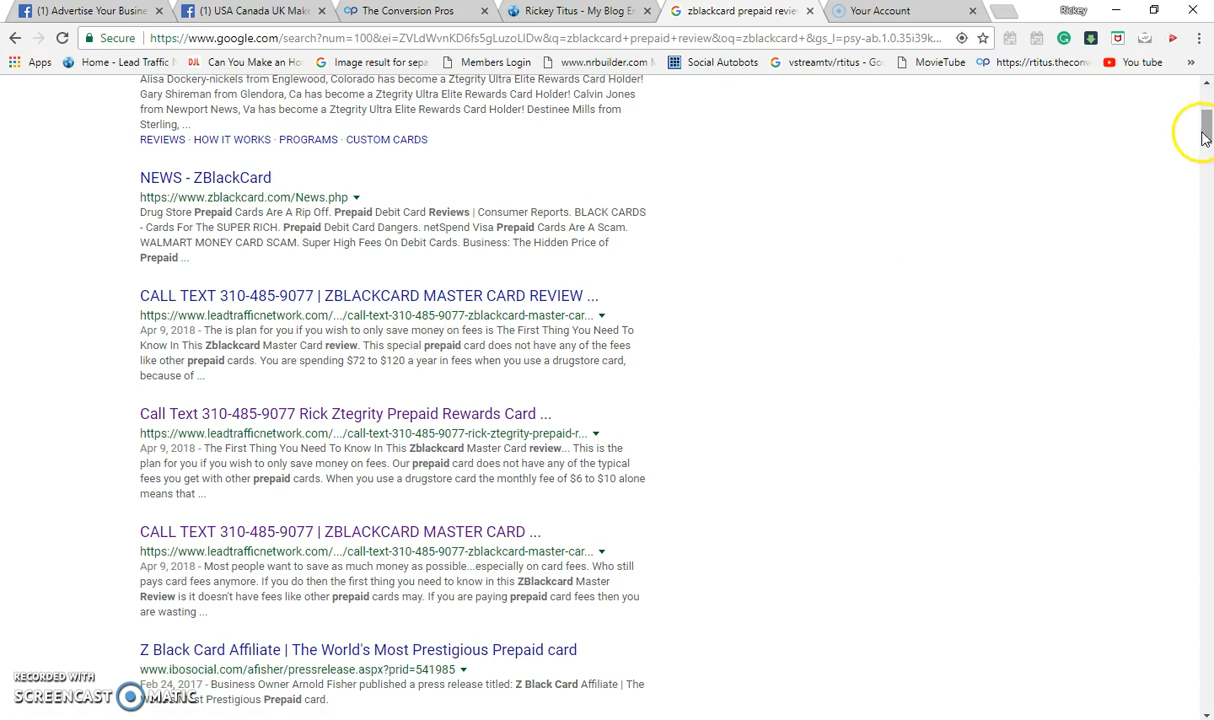 (1) Advertise Your Busine
(1) USA Canada UK Make
The Conversion Pros
Rickey Titus - My Blog En
zblackcard prepaid revie
Your Account
Rickey
Secure
https://www.google.com/search?num=100&ei=ZVLdWvnKD6fs5gLuzoLIDw&q=zblackcard+prepaid+review&oq=zblackcard+&gs_l=psy-ab.1.0.35i39k...
Apps
Home - Lead Traffic
Can You Make an Ho
Image result for sepa
www.nrbuilder.com
Members Login
Social Autobots
vstreamtv/ritus - Go
MovieTube
https://ritus.theconv
You tube
»
Alisa Dockery-nickels from Englewood, Colorado has become a Ztegrity Ultra Elite Rewards Card Holder!
Gary Shireman from Glendora, Ca has become a Ztegrity Ultra Elite Rewards Card Holder! Calvin Jones
from Newport News, Va has become a Ztegrity Ultra Elite Rewards Card Holder! Destinee Mills from
Sterling, ...
REVIEWS · HOW IT WORKS · PROGRAMS · CUSTOM CARDS
NEWS - ZBlackCard
https://www.zblackcard.com/News.php
Drug Store Prepaid Cards Are A Rip Off. Prepaid Debit Card Reviews | Consumer Reports. BLACK CARDS
- Cards For The SUPER RICH. Prepaid Debit Card Dangers. netSpend Visa Prepaid Cards Are A Scam.
WALMART MONEY CARD SCAM. Super High Fees On Debit Cards. Business: The Hidden Price of
Prepaid ...
CALL TEXT 310-485-9077 | ZBLACKCARD MASTER CARD REVIEW ...
https://www.leadtrafficnetwork.com/.../call-text-310-485-9077-zblackcard-master-car...
Apr 9, 2018 - The is plan for you if you wish to only save money on fees is The First Thing You Need To
Know in This Zblackcard Master Card review. This special prepaid card does not have any of the fees
like other prepaid cards. You are spending $72 to $120 a year in fees when you use a drugstore card,
because of ...
Call Text 310-485-9077 Rick Ztegrity Prepaid Rewards Card ...
https://www.leadtrafficnetwork.com/.../call-text-310-485-9077-rick-ztegrity-prepaid-r...
Apr 9, 2018 - The First Thing You Need To Know In This Zblackcard Master Card review... This is the
plan for you if you wish to only save money on fees. Our prepaid card does not have any of the typical
fees you get with other prepaid cards. When you use a drugstore card the monthly fee of $6 to $10 alone
means that ...
CALL TEXT 310-485-9077 | ZBLACKCARD MASTER CARD ...
https://www.leadtrafficnetwork.com/.../call-text-310-485-9077-zblackcard-master-car...
Apr 9, 2018 - Most people want to save as much money as possible...especially on card fees. Who still
pays card fees anymore. If you do then the first thing you need to know in this ZBlackcard Master
Review is it doesn't have fees like other prepaid cards may. If you are paying prepaid card fees then you
are wasting ...
Z Black Card Affiliate | The World's Most Prestigious Prepaid card
www.ibosocial.com/afisher/pressrelease.aspx?prid=541985
Feb 24, 2017 - Business Owner Arnold Fisher published a press release titled: Z Black Card Affiliate | The
Most Prestigious Prepaid card.
RECORDED WITH
SCREENCAST MATIC